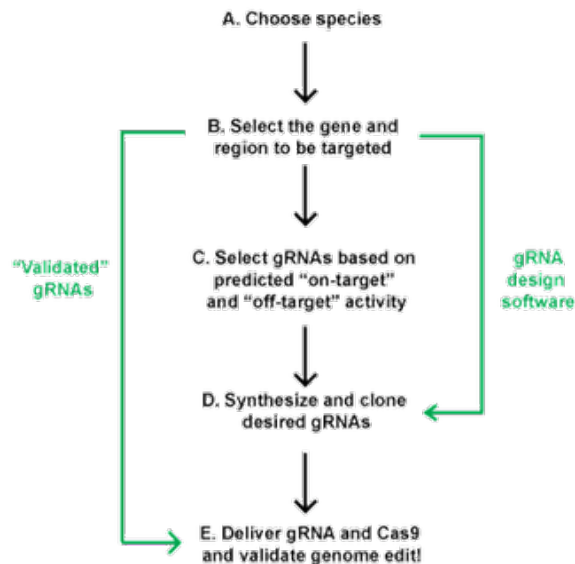 A. Choose species
B. Select the gene and
region to be targeted
"Validated"
gRNAs
C. Select gRNAs based on
predicted "on-target"
and "off-target" activity
gRNA
design
software
D. Synthesize and clone
desired gRNAs
E. Deliver gRNA and Cas9
and validate genome edit!